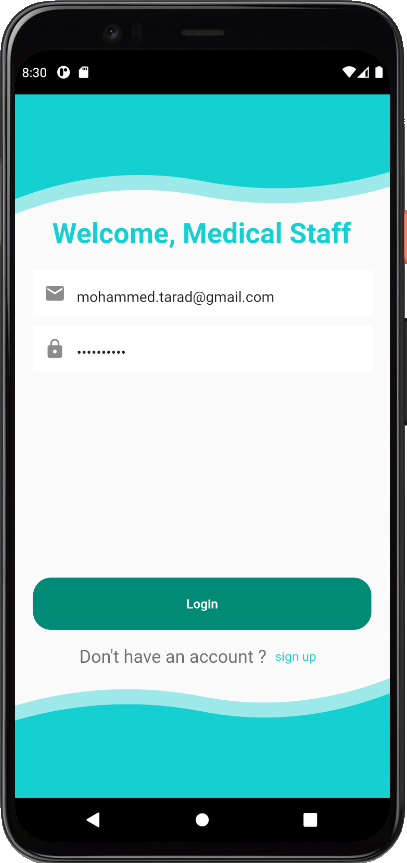 8:30
Welcome, Medical Staff
mohammed.tarad@gmail.com
••••••••••
Login
Don't have an account ? sign up